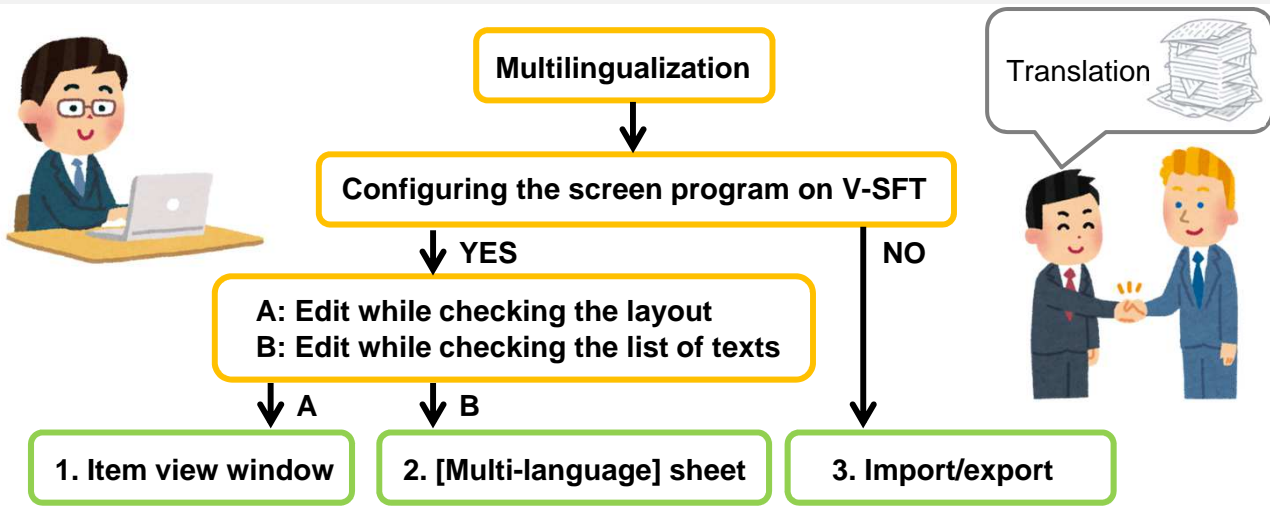 Multilingualization
Translation
Configuring the screen program on V-SFT
YES
NO
A: Edit while checking the layout
B: Edit while checking the list of texts
A
B
1. Item view window
2. [Multi-language] sheet
3. Import/export